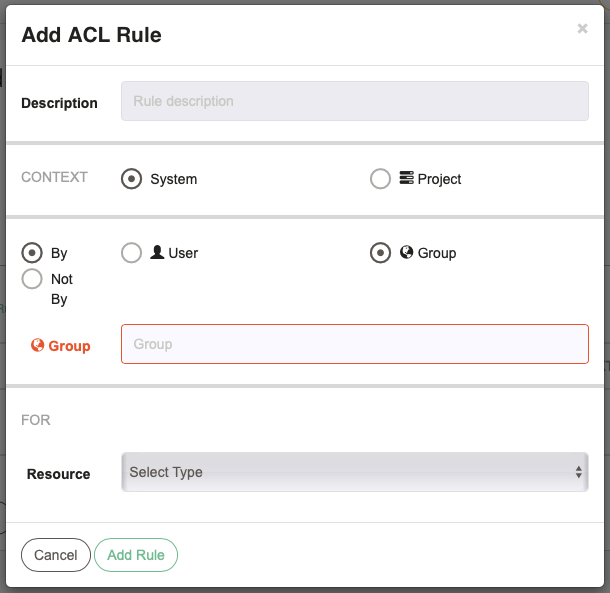 Add ACL Rule
×
Description
Rule description
CONTEXT
System
Project
By
User
Group
Not
By
Group
Group
FOR
Resource
Select Type
Cancel
Add Rule